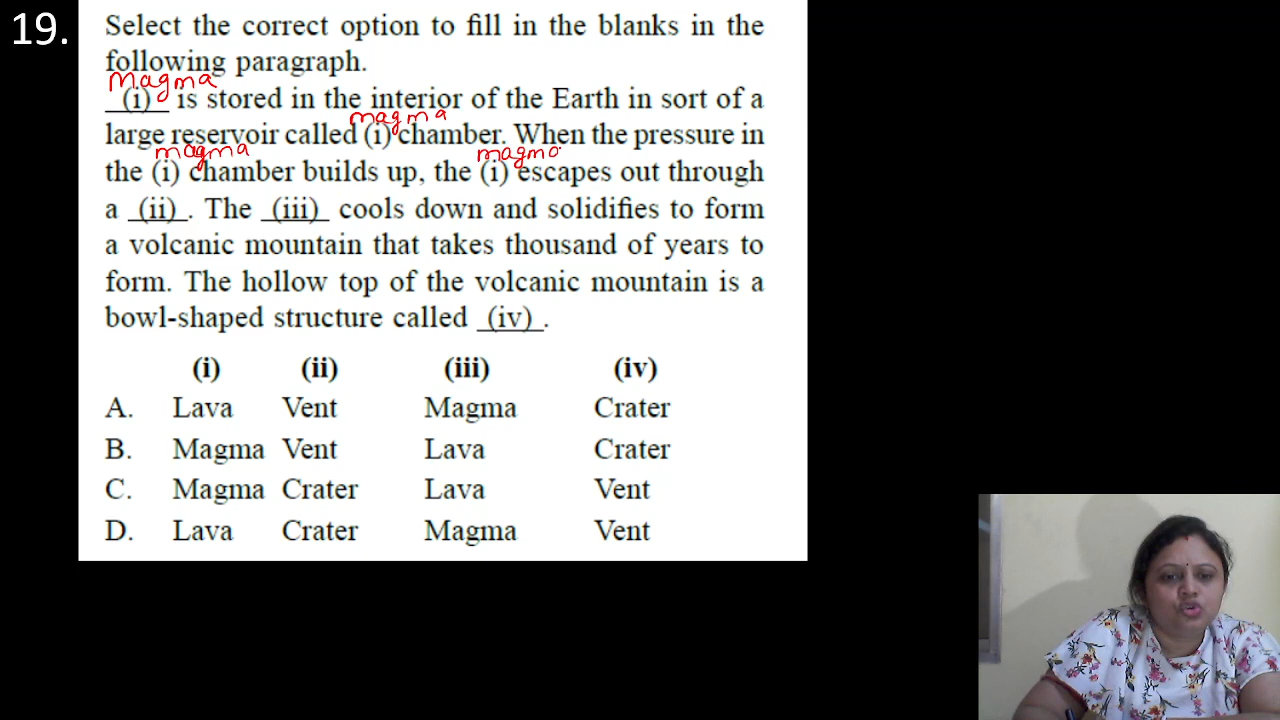 19.
Select the correct option to fill in the blanks in the
following paragraph.
Magma
(i) is stored in the interior of the Earth in sort of a
magma
large reservoir called (i) chamber. When the pressure in
magma magma
the (i) chamber builds up, the (i) escapes out through
a (ii). The (iii) cools down and solidifies to form
a volcanic mountain that takes thousand of years to
form. The hollow top of the volcanic mountain is a
bowl-shaped structure called (iv).
(i) (ii) (iii) (iv)
A. Lava Vent Magma Crater
B. Magma Vent Lava Crater
C. Magma Crater Lava Vent
D. Lava Crater Magma Vent